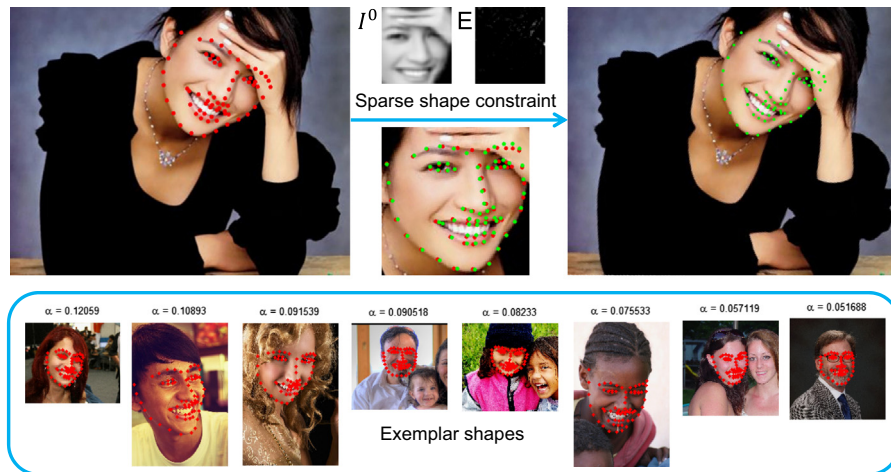 I⁰ E
Sparse shape constraint
α = 0.12059 α = 0.10893 α = 0.091539 α = 0.090518 α = 0.08233 α = 0.075533 α = 0.057119 α = 0.051688
Exemplar shapes